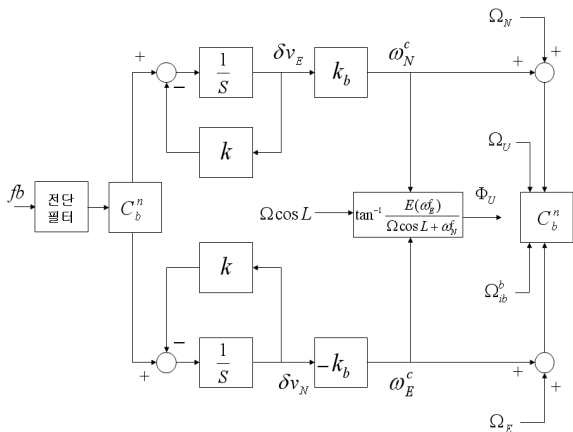 Ω_N
+ δv_E ω_N^c + +
− 1/S k_b
k
Ω_U
fb 전단 필터 C_b^n Ω cos L tan⁻¹ E(ω_E^c)/(Ω cos L + ω_N^c) Φ_U C_b^n
k
Ω_ib^b
− 1/S −k_b
+ δv_N ω_E^c + +
Ω_E